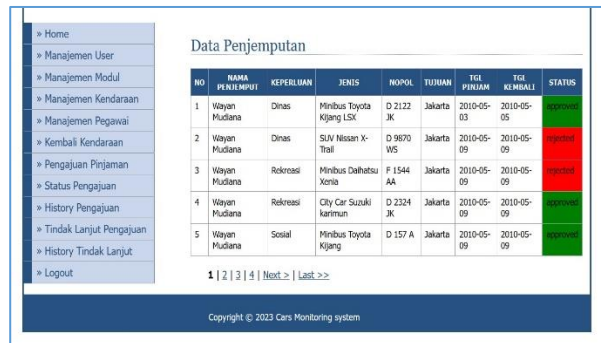 » Home
» Manajemen User
» Manajemen Modul
» Manajemen Kendaraan
» Manajemen Pegawai
» Kembali Kendaraan
» Pengajuan Pinjaman
» Status Pengajuan
» History Pengajuan
» Tindak Lanjut Pengajuan
» History Tindak Lanjut
» Logout
Data Penjemputan
NO NAMA PENJEMPUT KEPERLUAN JENIS NOPOL TUJUAN TGL PINJAM TGL KEMBALI STATUS
1 Wayan Mudiana Dinas Minibus Toyota Kijang LSX D 2122 JK Jakarta 2010-05-03 2010-05-05 approved
2 Wayan Mudiana Dinas SUV Nissan X-Trail D 9870 WS Jakarta 2010-05-09 2010-05-09 rejected
3 Wayan Mudiana Rekreasi Minibus Daihatsu Xenia F 1544 AA Jakarta 2010-05-09 2010-05-09 rejected
4 Wayan Mudiana Rekreasi City Car Suzuki karimun D 2324 JK Jakarta 2010-05-09 2010-05-09 approved
5 Wayan Mudiana Sosial Minibus Toyota Kijang D 157 A Jakarta 2010-05-09 2010-05-09 approved
1 | 2 | 3 | 4 | Next > | Last >>
Copyright © 2023 Cars Monitoring system